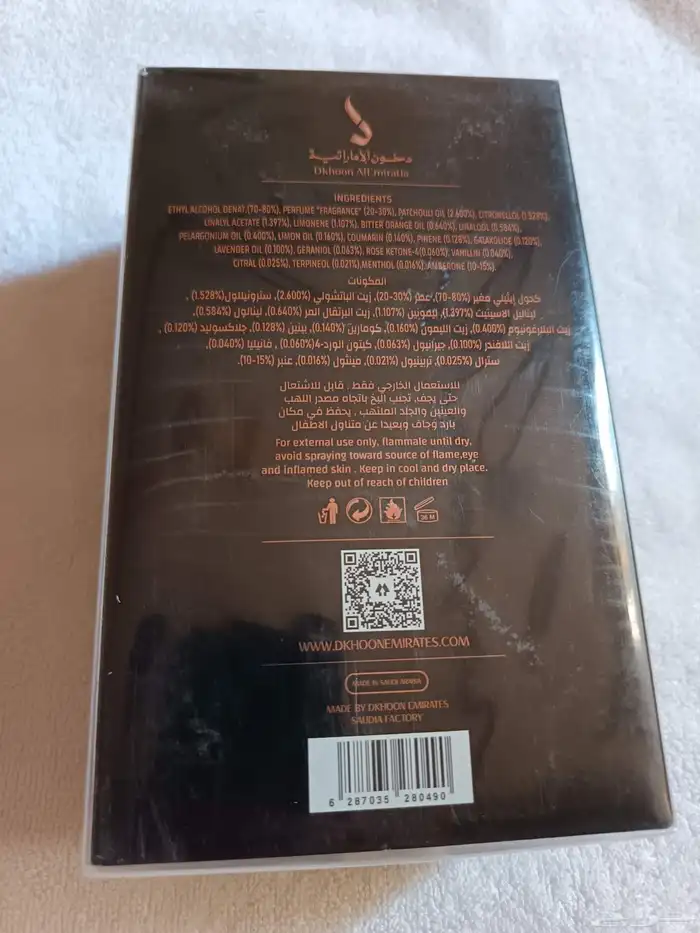 دخون الإماراتية
Dkhoon AlEmiratia
INGREDIENTS
ETHYL ALCOHOL DENAT.(70-80%), PERFUME "FRAGRANCE" (20-30%), PATCHOULI OIL (2.600%), CITRONELLOL (1.528%),
LINALYL ACETATE (1.397%), LIMONENE (1.107%), BITTER ORANGE OIL (0.640%), LINALOOL (0.584%),
PELARGONIUM OIL (0.400%), LIMON OIL (0.160%), COUMARIN (0.140%), PINENE (0.128%), GALAXOLIDE (0.120%),
LAVENDER OIL (0.100%), GERANIOL (0.063%), ROSE KETONE-4(0.060%), VANILLIN (0.040%),
CITRAL (0.025%), TERPINEOL (0.021%),MENTHOL (0.016%), AMBERONE (10-15%).
المكونات
كحول إيثيلي مغير (70-80%)، عطر (20-30%)، زيت الباتشولي (2.600%)، سترونيللول(1.528%) ,
ليناليل الاسيتيت (1.397%)، ليمونين (1.107%)، زيت البرتقال المر (0.640%)، لينالول (0.584%),
زيت البلارغونيوم (0.400%)، زيت الليمون (0.160%)، كومارين (0.140%)، بينين (0.128%)، جلاكسوليد (0.120%) ,
زيت اللافندر (0.100%)، جيرانيول (0.063%)، كيتون الورد-4(0.060%)، فانيليا (0.040%),
سترال (0.025%)، تربينيول (0.021%)، مينثول (0.016%)، عنبر (10-15%).
للإستعمال الخارجي فقط ، قابل للاشتعال
حتى يجف، تجنب البخ باتجاه مصدر اللهب
والعينين والجلد الملتهب ، يحفظ في مكان
بارد وجاف وبعيدا عن متناول الاطفال
For external use only, flammale until dry,
avoid spraying toward source of flame,eye
and inflamed skin . Keep in cool and dry place.
Keep out of reach of children
36 M
WWW.DKHOONEMIRATES.COM
MADE IN SAUDI ARABIA
MADE BY DKHOON EMIRATES
SAUDIA FACTORY
6 287035 280490